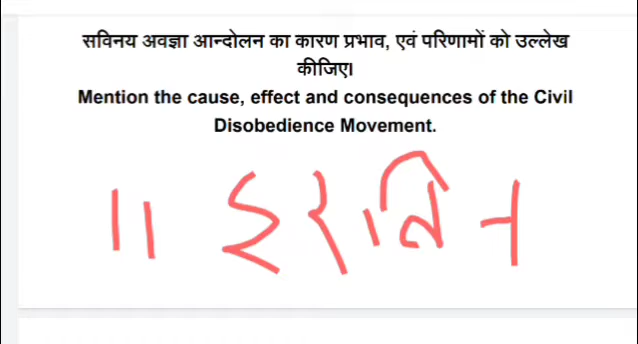 सविनय अवज्ञा आन्दोलन का कारण प्रभाव, एवं परिणामों को उल्लेख
कीजिए।
Mention the cause, effect and consequences of the Civil
Disobedience Movement.